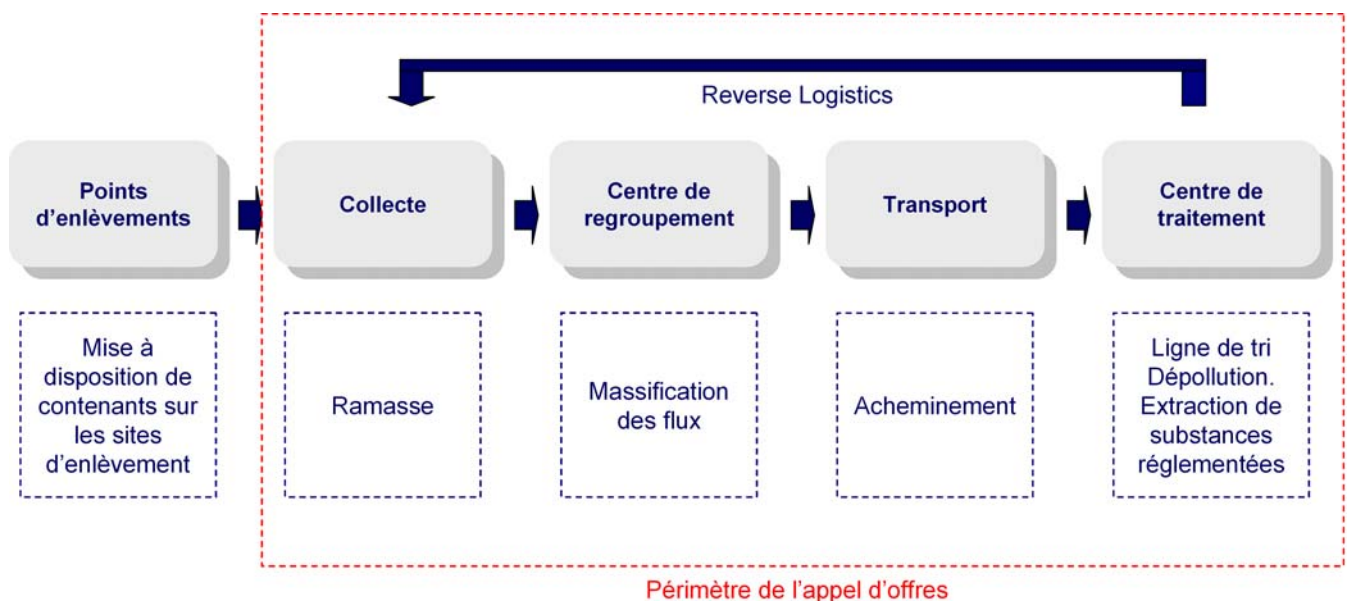 Reverse Logistics
Points
d'enlèvements
Collecte
Centre de
regroupement
Transport
Centre de
traitement
Mise à
disposition de
contenants sur
les sites
d'enlèvement
Ramasse
Massification
des flux
Acheminement
Ligne de tri
Dépollution.
Extraction de
substances
réglementées
Périmètre de l'appel d'offres